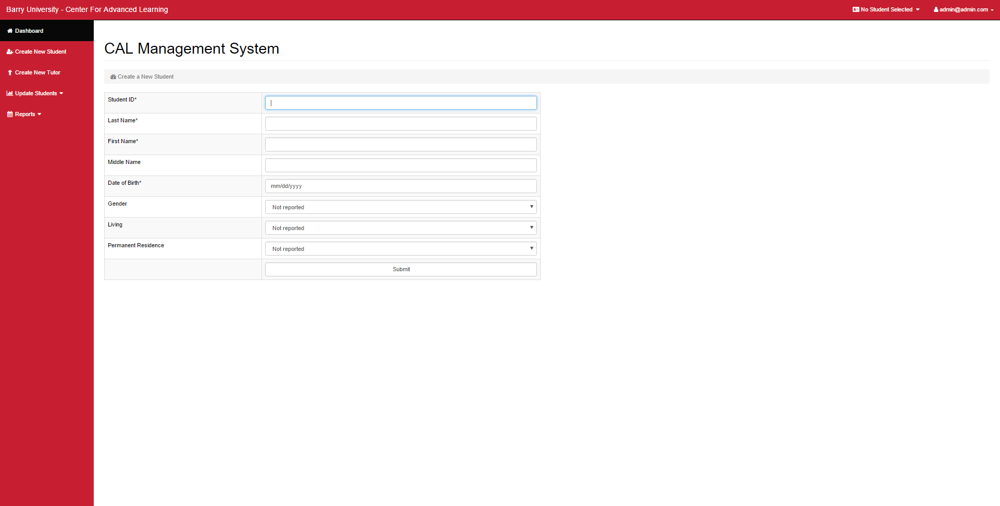 Barry University - Center For Advanced Learning
No Student Selected
admin@admin.com
Dashboard
Create New Student
Create New Tutor
Update Students
Reports
CAL Management System
Create a New Student
Student ID*
Last Name*
First Name*
Middle Name
Date of Birth*
mm/dd/yyyy
Gender
Not reported
Living
Not reported
Permanent Residence
Not reported
Submit